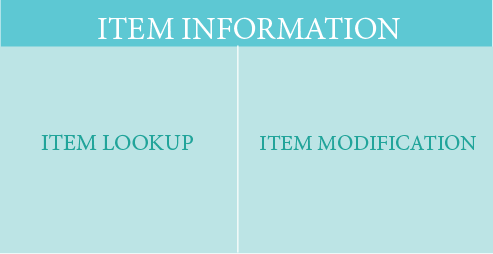 ITEM INFORMATION
ITEM LOOKUP
ITEM MODIFICATION